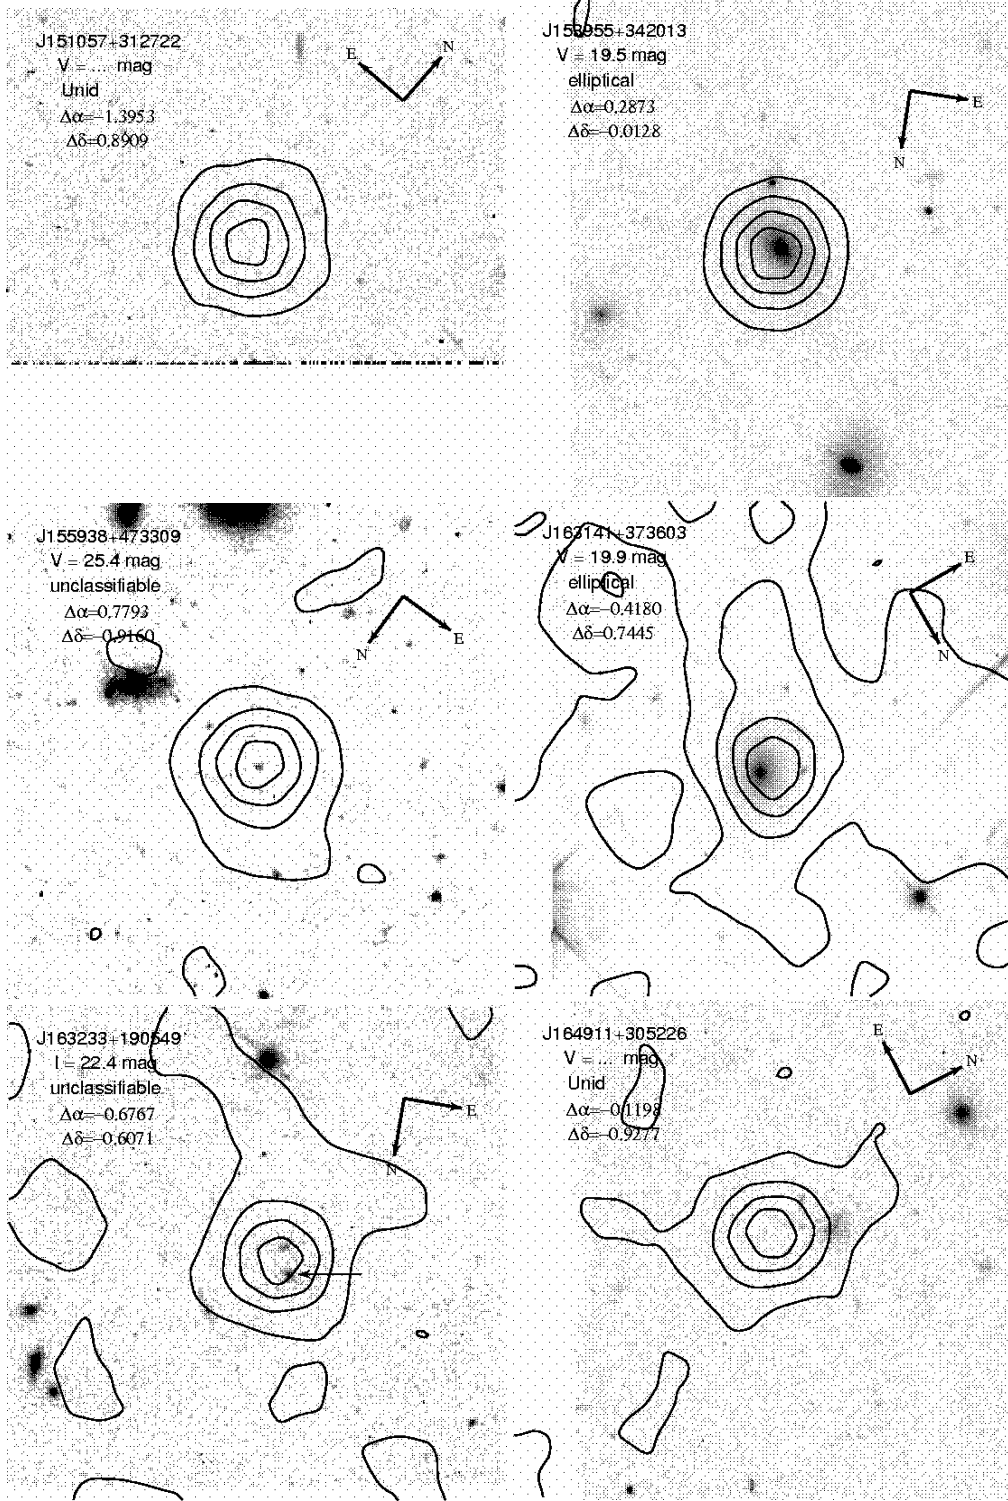 J151057+312722
V = ... mag
Unid
Δα=−1.3953
Δδ=0.8909
E
N
J153955+342013
V = 19.5 mag
elliptical
Δα=0.2873
Δδ=−0.0128
E
N
J155938+473309
V = 25.4 mag
unclassifiable
Δα=0.7793
Δδ=−0.9160
N
E
J163141+373603
V = 19.9 mag
elliptical
Δα=−0.4180
Δδ=0.7445
E
N
J163233+190549
I = 22.4 mag
unclassifiable
Δα=−0.6767
Δδ=−0.6071
E
N
J164911+305226
V = ... mag
Unid
Δα=−0.1198
Δδ=−0.9277
E
N